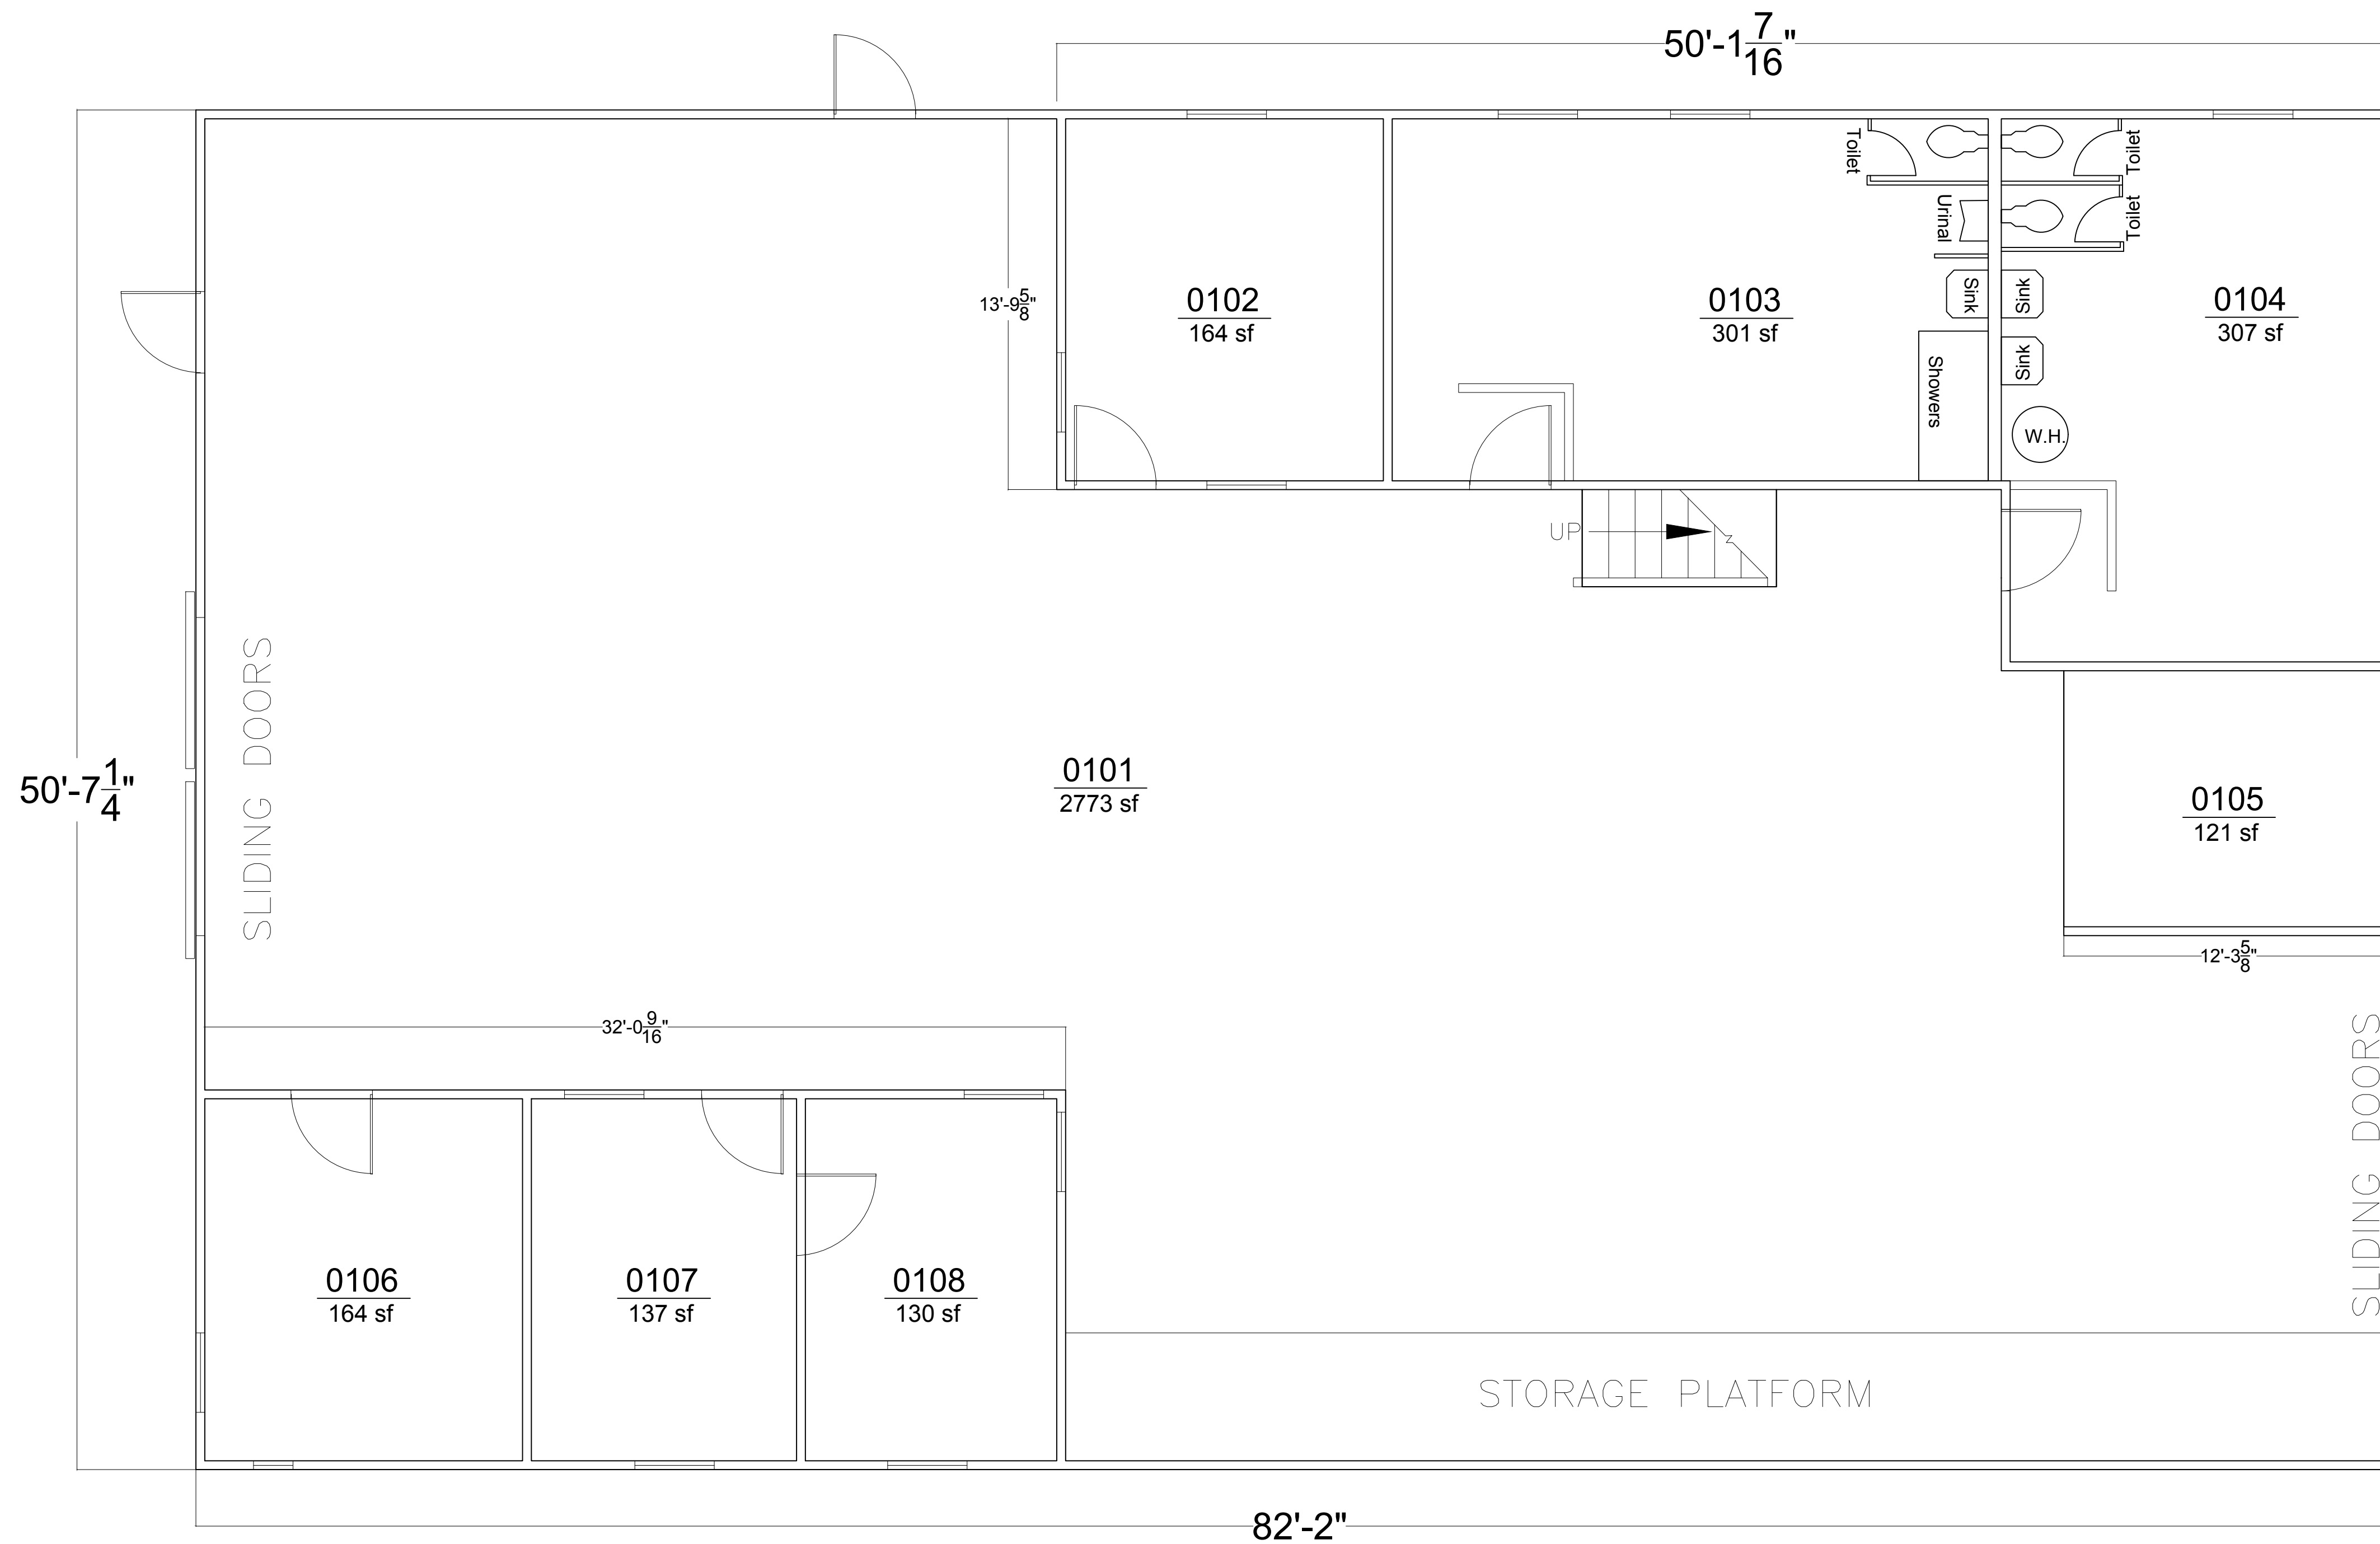 50'-1 7/16"
Toilet
Toilet
Urinal
Toilet
13'-9 5/8"
0102
164 sf
0103
301 sf
Sink
Sink
0104
307 sf
Showers
Sink
W.H.
UP
SLIDING DOORS
50'-7 1/4"
0101
2773 sf
0105
121 sf
12'-3 5/8"
32'-0 9/16"
SLIDING DOORS
0106
164 sf
0107
137 sf
0108
130 sf
STORAGE PLATFORM
82'-2"